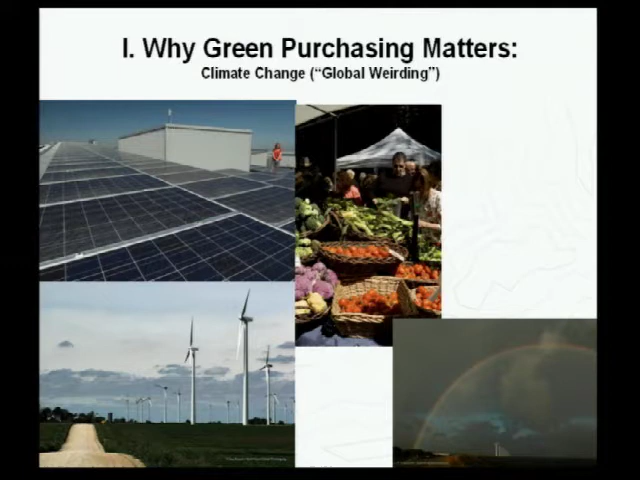 I. Why Green Purchasing Matters:
Climate Change (“Global Weirding”)